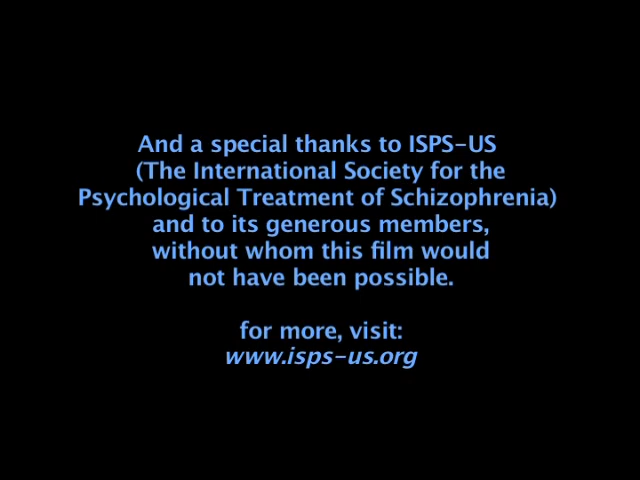 And a special thanks to ISPS-US
(The International Society for the
Psychological Treatment of Schizophrenia)
and to its generous members,
without whom this film would
not have been possible.
for more, visit:
www.isps-us.org